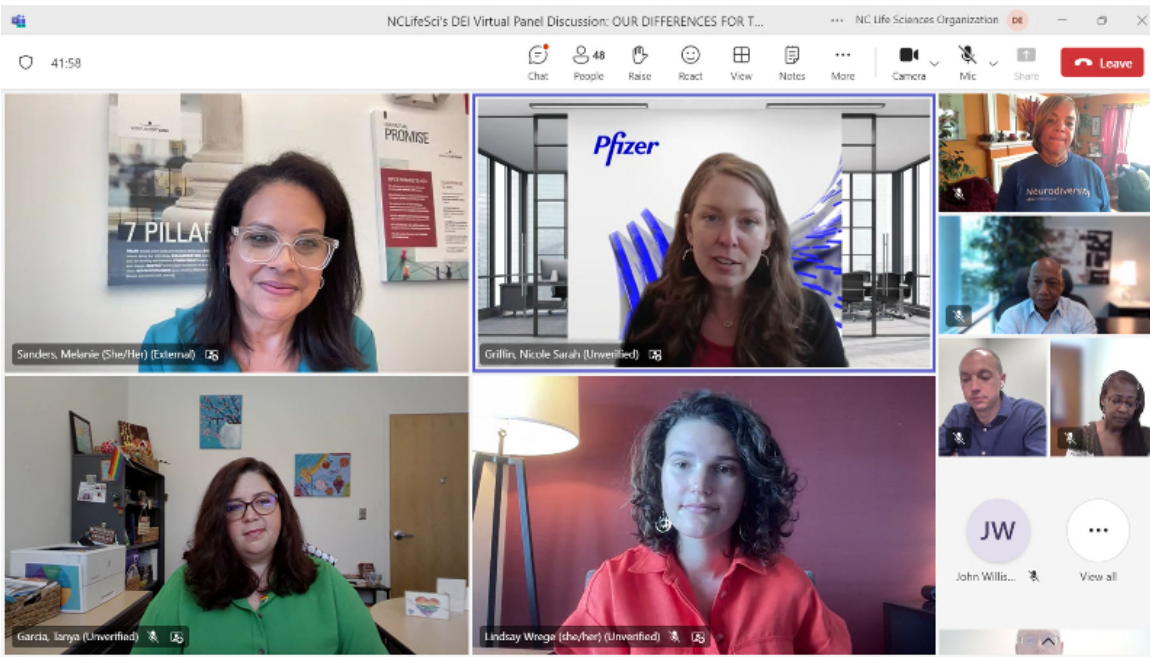 NCLifeSci's DEI Virtual Panel Discussion: OUR DIFFERENCES FOR T...
... NC Life Sciences Organization DE
41:58
Chat
48
People
Raise
React
View
Notes
More
Camera
Mic
Share
Leave
7 PILLAR
PROMISE
Sanders, Melanie (She/Her) (External)
Pfizer
Griffin, Nicole Sarah (Unverified)
Neurodiversity
Garcia, Tanya (Unverified)
Lindsay Wrege (she/her) (Unverified)
JW
John Willis...
View all